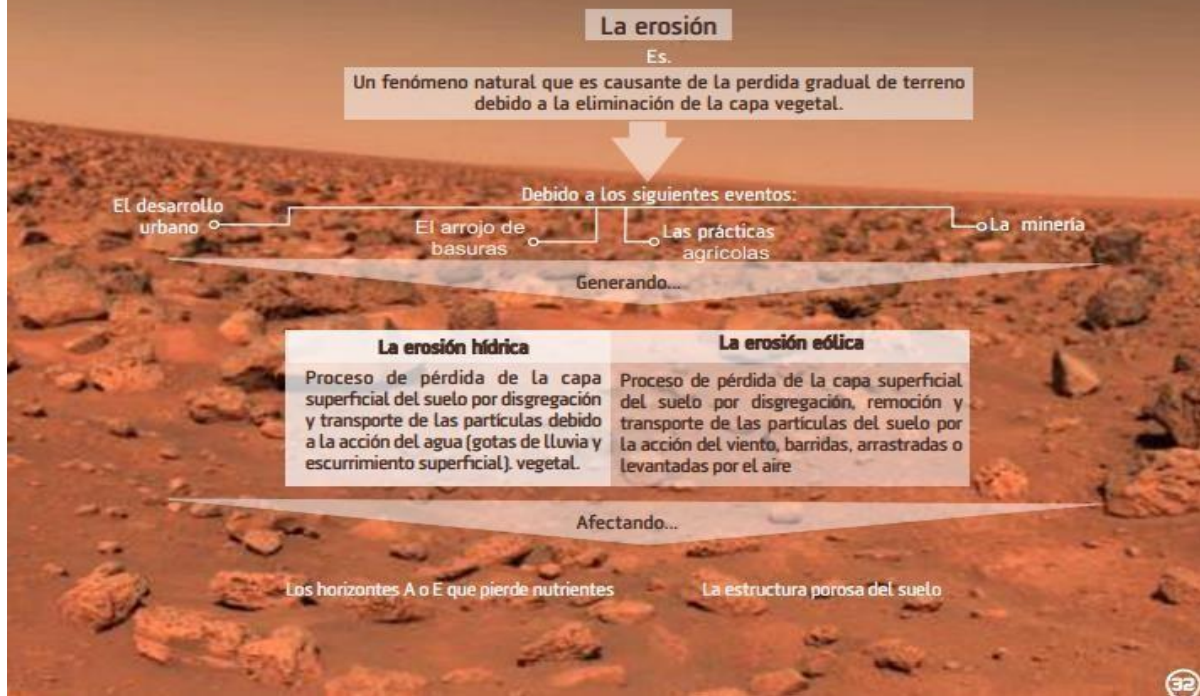 La erosión
Es.
Un fenómeno natural que es causante de la perdida gradual de terreno
debido a la eliminación de la capa vegetal.
Debido a los siguientes eventos:
El desarrollo
urbano
El arrojo de
basuras
Las prácticas
agrícolas
La minería
Generando...
La erosión hídrica
Proceso de pérdida de la capa
superficial del suelo por disgregación
y transporte de las partículas debido
a la acción del agua (gotas de lluvia y
escurrimiento superficial). vegetal.
La erosión eólica
Proceso de pérdida de la capa superficial
del suelo por disgregación, remoción y
transporte de las partículas del suelo por
la acción del viento, barridas, arrastradas o
levantadas por el aire
Afectando...
Los horizontes A o E que pierde nutrientes
La estructura porosa del suelo
32